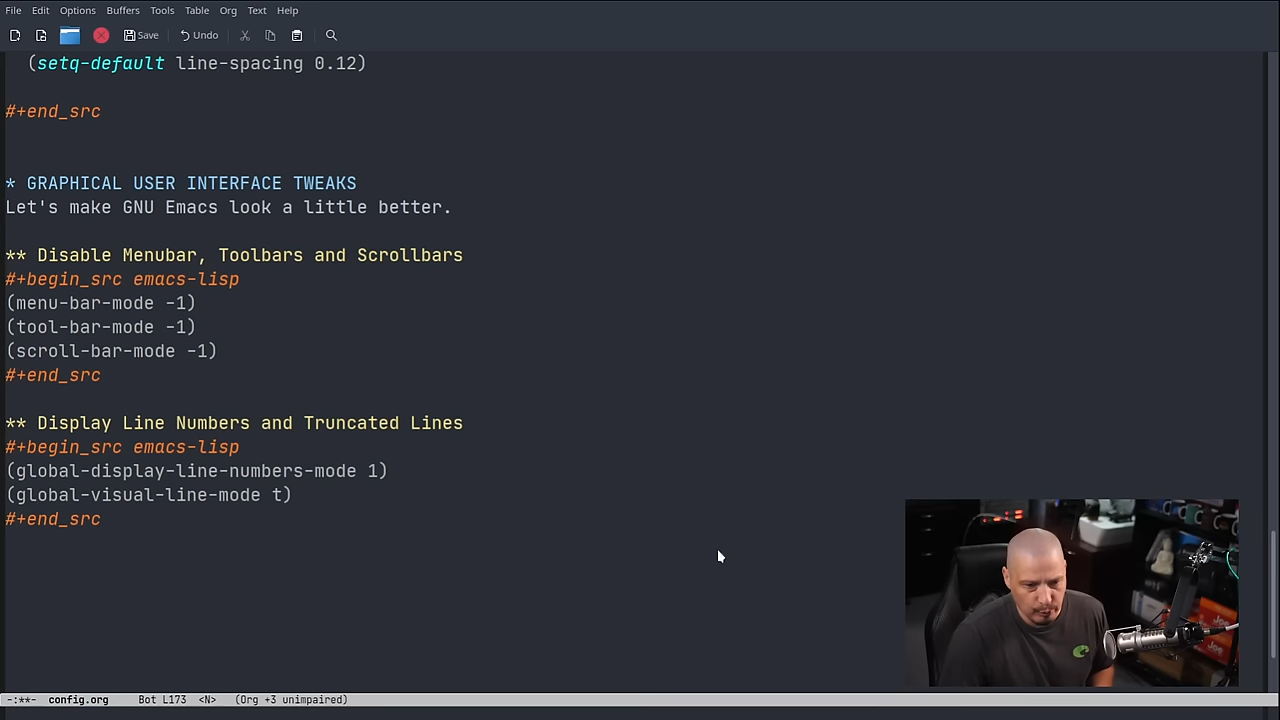 File Edit Options Buffers Tools Table Org Text Help
Save Undo
(setq-default line-spacing 0.12)
#+end_src
* GRAPHICAL USER INTERFACE TWEAKS
Let's make GNU Emacs look a little better.
** Disable Menubar, Toolbars and Scrollbars
#+begin_src emacs-lisp
(menu-bar-mode -1)
(tool-bar-mode -1)
(scroll-bar-mode -1)
#+end_src
** Display Line Numbers and Truncated Lines
#+begin_src emacs-lisp
(global-display-line-numbers-mode 1)
(global-visual-line-mode t)
#+end_src
-:**- config.org Bot L173 <N> (Org +3 unimpaired)